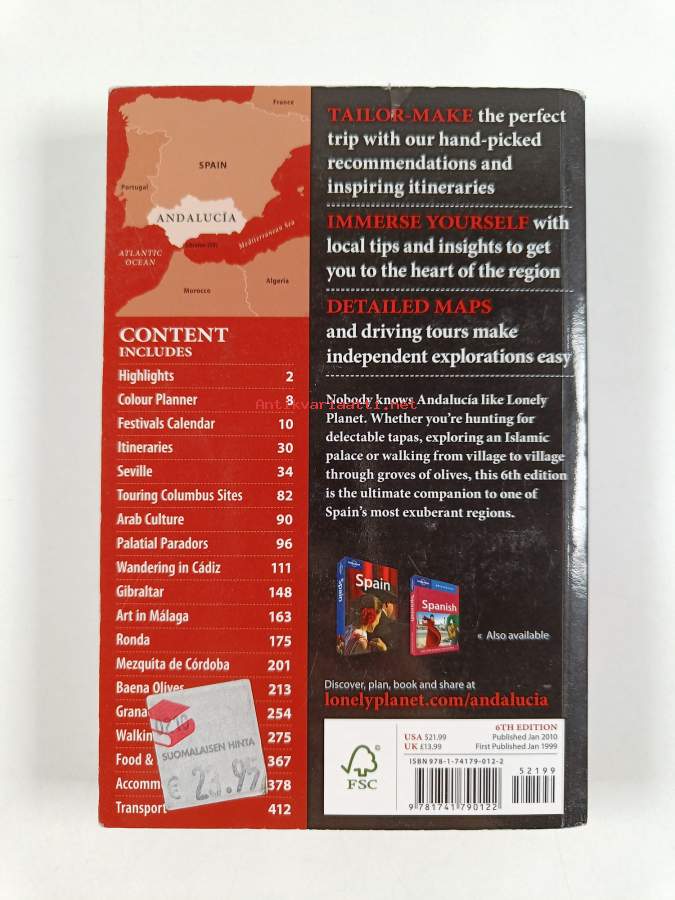 France
SPAIN
Portugal
ANDALUCÍA
Mediterranean Sea
ATLANTIC
OCEAN
Algeria
Morocco
CONTENT
INCLUDES
Highlights 2
Colour Planner 8
Festivals Calendar 10
Itineraries 30
Seville 34
Touring Columbus Sites 82
Arab Culture 90
Palatial Paradors 96
Wandering in Cádiz 111
Gibraltar 148
Art in Málaga 163
Ronda 175
Mezquita de Córdoba 201
Baena Olives 213
Grana 254
Walkin 275
Food & 367
Accomm 378
Transport 412
SUOMALAISEN HINTA
€ 23.95
TAILOR-MAKE the perfect
trip with our hand-picked
recommendations and
inspiring itineraries
IMMERSE YOURSELF with
local tips and insights to get
you to the heart of the region
DETAILED MAPS
and driving tours make
independent explorations easy
Antikvariaatti.net
Nobody knows Andalucía like Lonely
Planet. Whether you're hunting for
delectable tapas, exploring an Islamic
palace or walking from village to village
through groves of olives, this 6th edition
is the ultimate companion to one of
Spain's most exuberant regions.
Spain
Spain
Spanish
Spanish
« Also available
Discover, plan, book and share at
lonelyplanet.com/andalucia
6TH EDITION
USA $21.99 Published Jan 2010
UK £13.99 First Published Jan 1999
ISBN 978-1-74179-012-2
52199
FSC
9 781741 790122